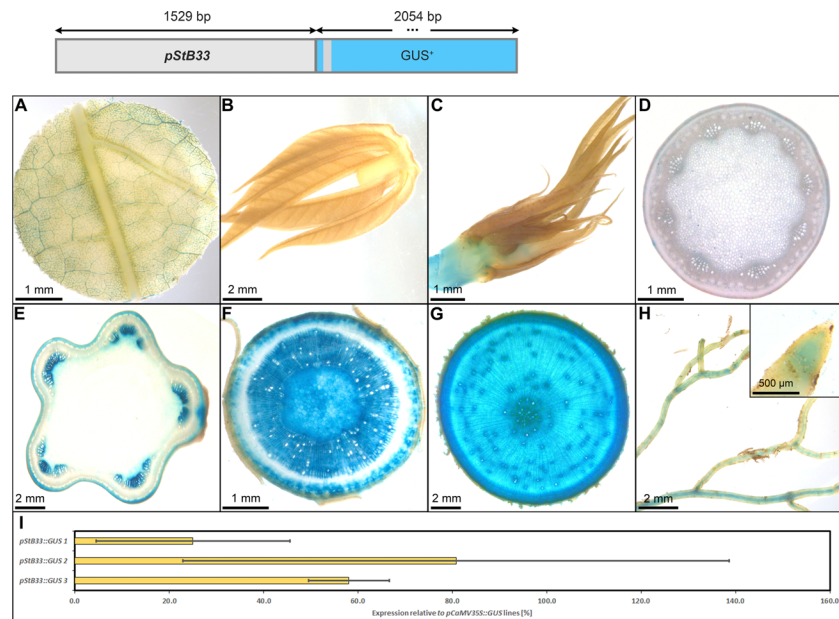 1529 bp
2054 bp
...
pStB33
GUS⁺
A
1 mm
B
2 mm
C
1 mm
D
1 mm
E
2 mm
F
1 mm
G
2 mm
H
500 µm
2 mm
I
pStB33::GUS 1
pStB33::GUS 2
pStB33::GUS 3
0.0 20.0 40.0 60.0 80.0 100.0 120.0 140.0 160.0
Expression relative to pCaMV35S::GUS lines [%]